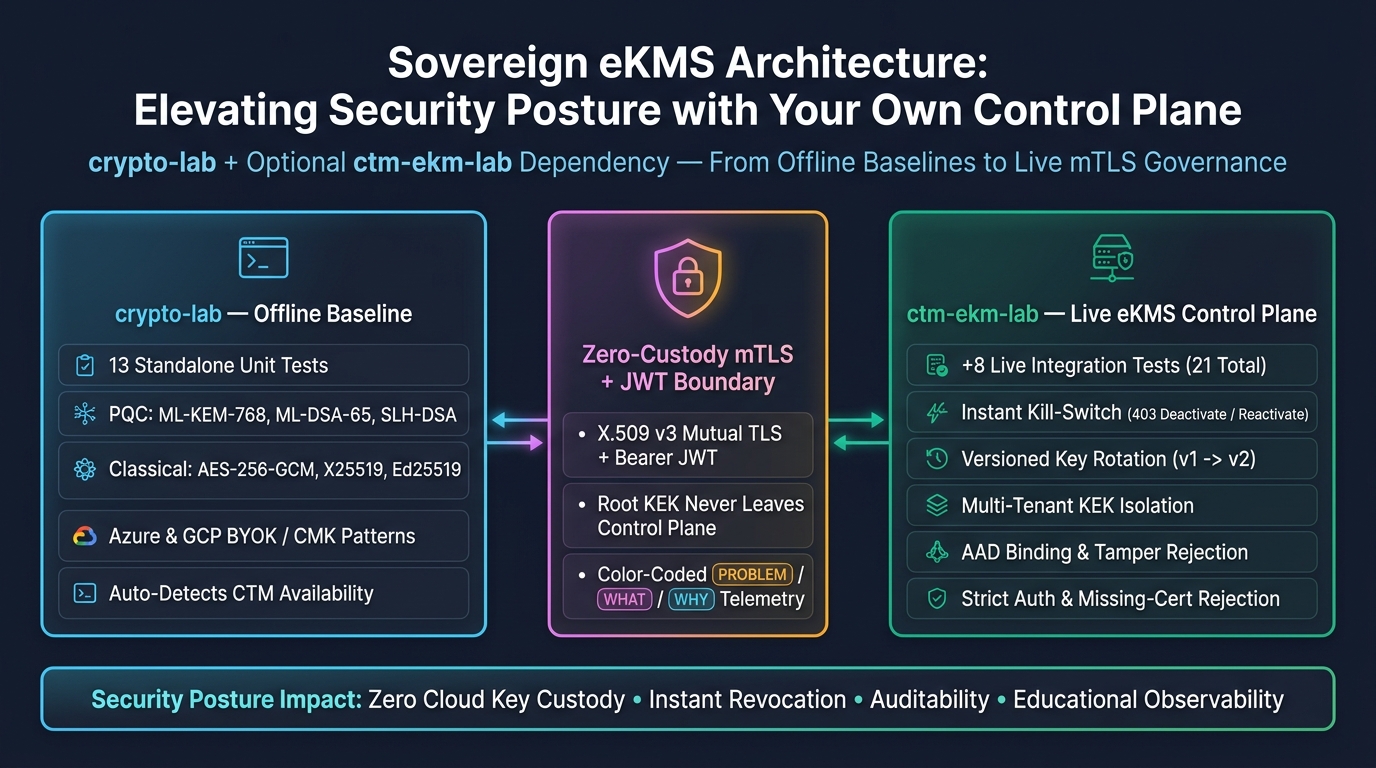 Sovereign eKMS Architecture:
Elevating Security Posture with Your Own Control Plane
crypto-lab + Optional ctm-ekm-lab Dependency — From Offline Baselines to Live mTLS Governance
crypto-lab — Offline Baseline
13 Standalone Unit Tests
PQC: ML-KEM-768, ML-DSA-65, SLH-DSA
Classical: AES-256-GCM, X25519, Ed25519
Azure & GCP BYOK / CMK Patterns
Auto-Detects CTM Availability
Zero-Custody mTLS
+ JWT Boundary
• X.509 v3 Mutual TLS
+ Bearer JWT
• Root KEK Never Leaves
Control Plane
• Color-Coded PROBLEM /
WHAT / WHY Telemetry
ctm-ekm-lab — Live eKMS Control Plane
+8 Live Integration Tests (21 Total)
Instant Kill-Switch (403 Deactivate / Reactivate)
Versioned Key Rotation (v1 -> v2)
Multi-Tenant KEK Isolation
AAD Binding & Tamper Rejection
Strict Auth & Missing-Cert Rejection
Security Posture Impact: Zero Cloud Key Custody • Instant Revocation • Auditability • Educational Observability